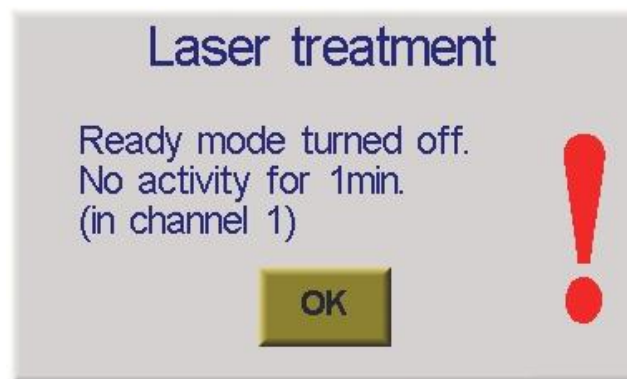 Laser treatment
Ready mode turned off.
No activity for 1min.
(in channel 1)
OK